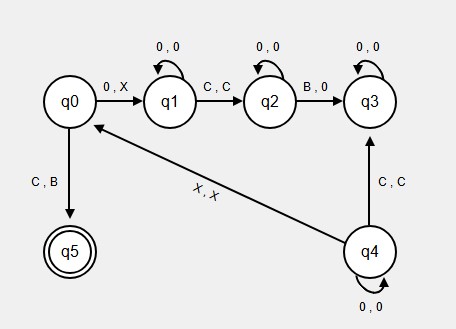 0 , 0
0 , 0
0 , 0
q0
0 , X
q1
C , C
q2
B , 0
q3
C , B
X , X
C , C
q5
q4
0 , 0